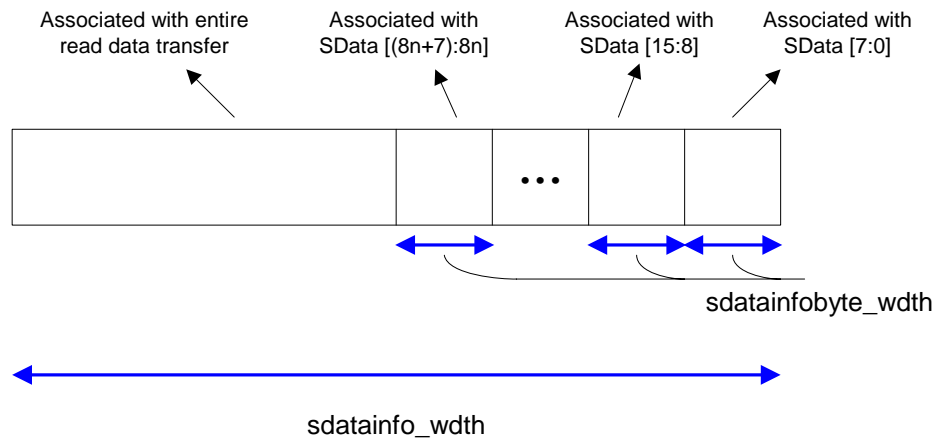 Associated with entire
read data transfer
Associated with
SData [(8n+7):8n]
Associated with
SData [15:8]
Associated with
SData [7:0]
...
sdatainfobyte_wdth
sdatainfo_wdth